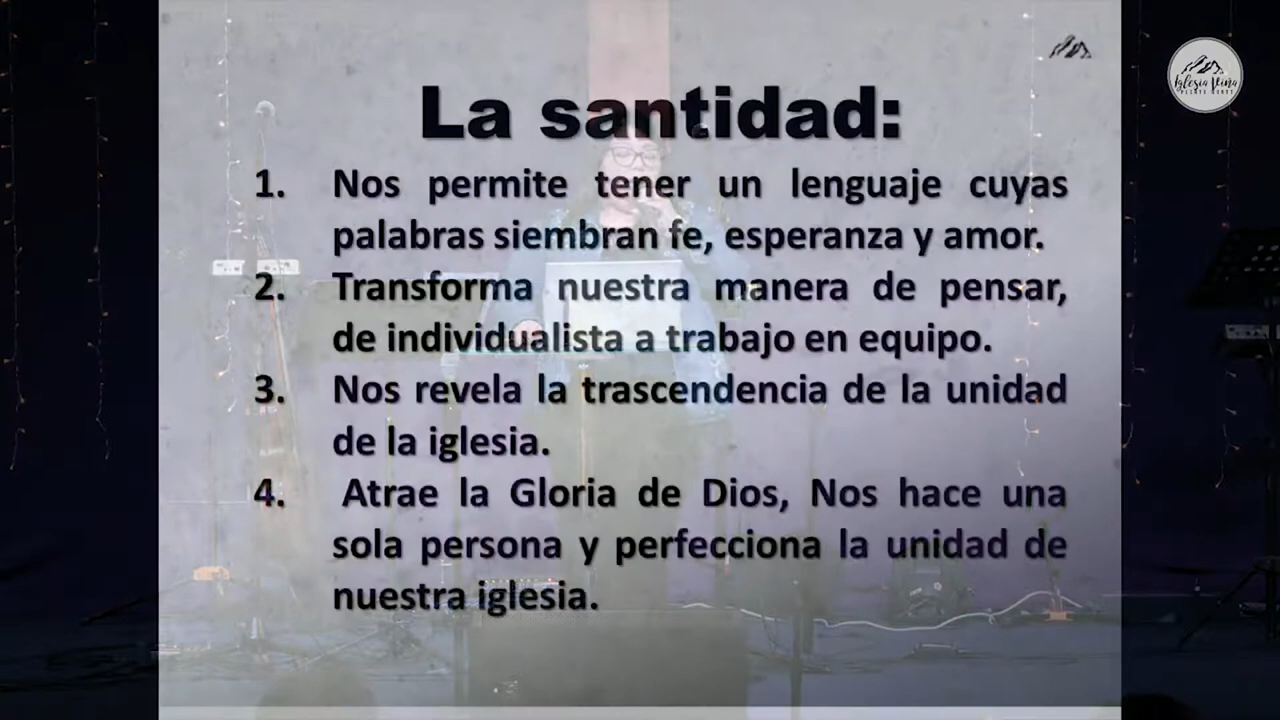 La santidad:
1. Nos permite tener un lenguaje cuyas
palabras siembran fe, esperanza y amor.
2. Transforma nuestra manera de pensar,
de individualista a trabajo en equipo.
3. Nos revela la trascendencia de la unidad
de la iglesia.
4. Atrae la Gloria de Dios, Nos hace una
sola persona y perfecciona la unidad de
nuestra iglesia.
Iglesia Viña